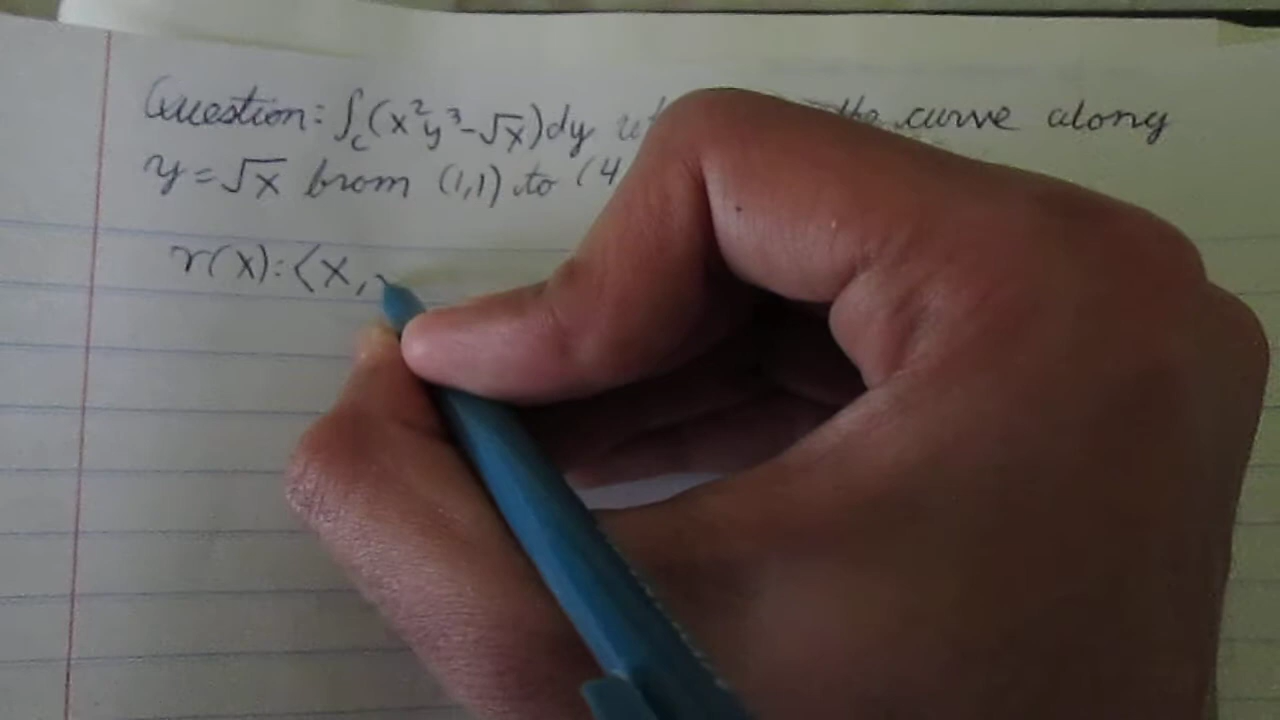 Question: ∫c(x²y³-√x)dy the curve along
y=√x from (1,1) to (4
r(x):<x,